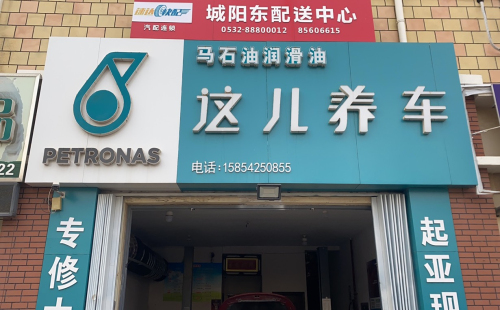 城阳东配送中心
汽配连锁
0532-88800012 85606615
马石油润滑油
这儿养车
PETRONAS
电话:15854250855
22
专修
起亚现